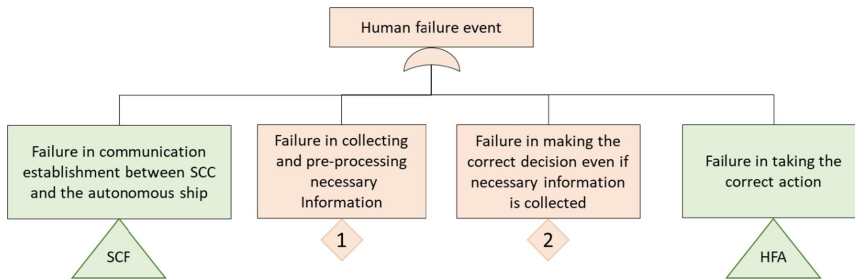 Human failure event
Failure in communication
establishment between SCC
and the autonomous ship
Failure in collecting
and pre-processing
necessary
Information
Failure in making the
correct decision even if
necessary information
is collected
Failure in taking the
correct action
SCF
1
2
HFA